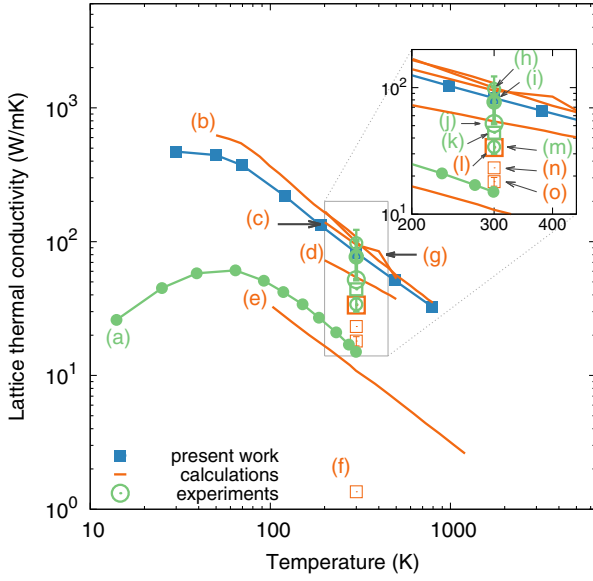 Lattice thermal conductivity (W/mK)
10^3
10^2
10^1
10^0
10
100
1000
Temperature (K)
(a)
(b)
(c)
(d)
(e)
(f)
(g)
present work
calculations
experiments
10^2
10^1
200
300
400
(h)
(i)
(j)
(k)
(l)
(m)
(n)
(o)